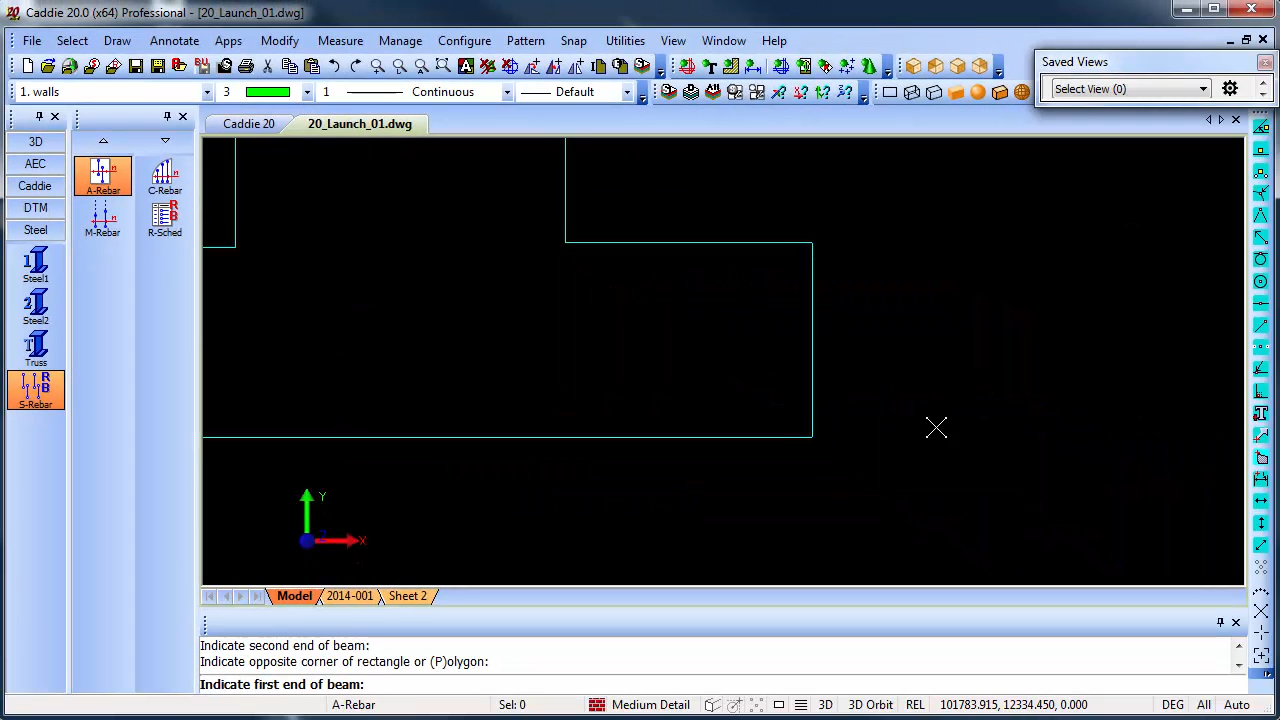 Caddie 20.0 (x64) Professional - [20_Launch_01.dwg]
File Select Draw Annotate Apps Modify Measure Manage Configure Pattern Snap Utilities View Window Help
Saved Views
Select View (0)
1. walls 3 1 Continuous Default
Caddie 20 20_Launch_01.dwg
3D
AEC
Caddie
DTM
Steel
Steel1
Steel2
Truss
S-Rebar
A-Rebar C-Rebar
M-Rebar R-Sched
Y
Z X
Model 2014-001 Sheet 2
Indicate second end of beam:
Indicate opposite corner of rectangle or (P)olygon:
Indicate first end of beam:
A-Rebar Sel: 0 Medium Detail 3D 3D Orbit REL 101783.915, 12334.450, 0.000 DEG All Auto